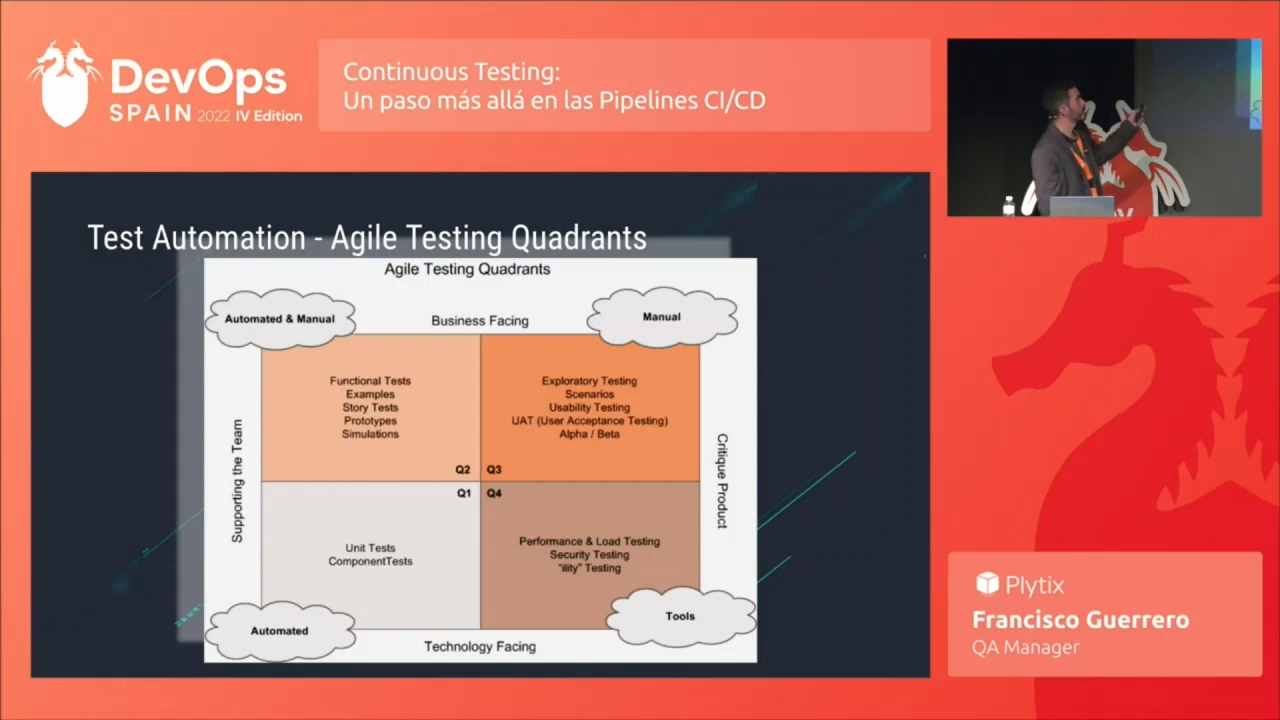 DevOps
SPAIN 2022 IV Edition
Continuous Testing:
Un paso más allá en las Pipelines CI/CD
Test Automation - Agile Testing Quadrants
Agile Testing Quadrants
Automated & Manual
Business Facing
Manual
Supporting the Team
Functional Tests
Examples
Story Tests
Prototypes
Simulations
Q2
Exploratory Testing
Scenarios
Usability Testing
UAT (User Acceptance Testing)
Alpha / Beta
Q3
Critique Product
Q1
Unit Tests
ComponentTests
Q4
Performance & Load Testing
Security Testing
"ility" Testing
Automated
Technology Facing
Tools
Plytix
Francisco Guerrero
QA Manager